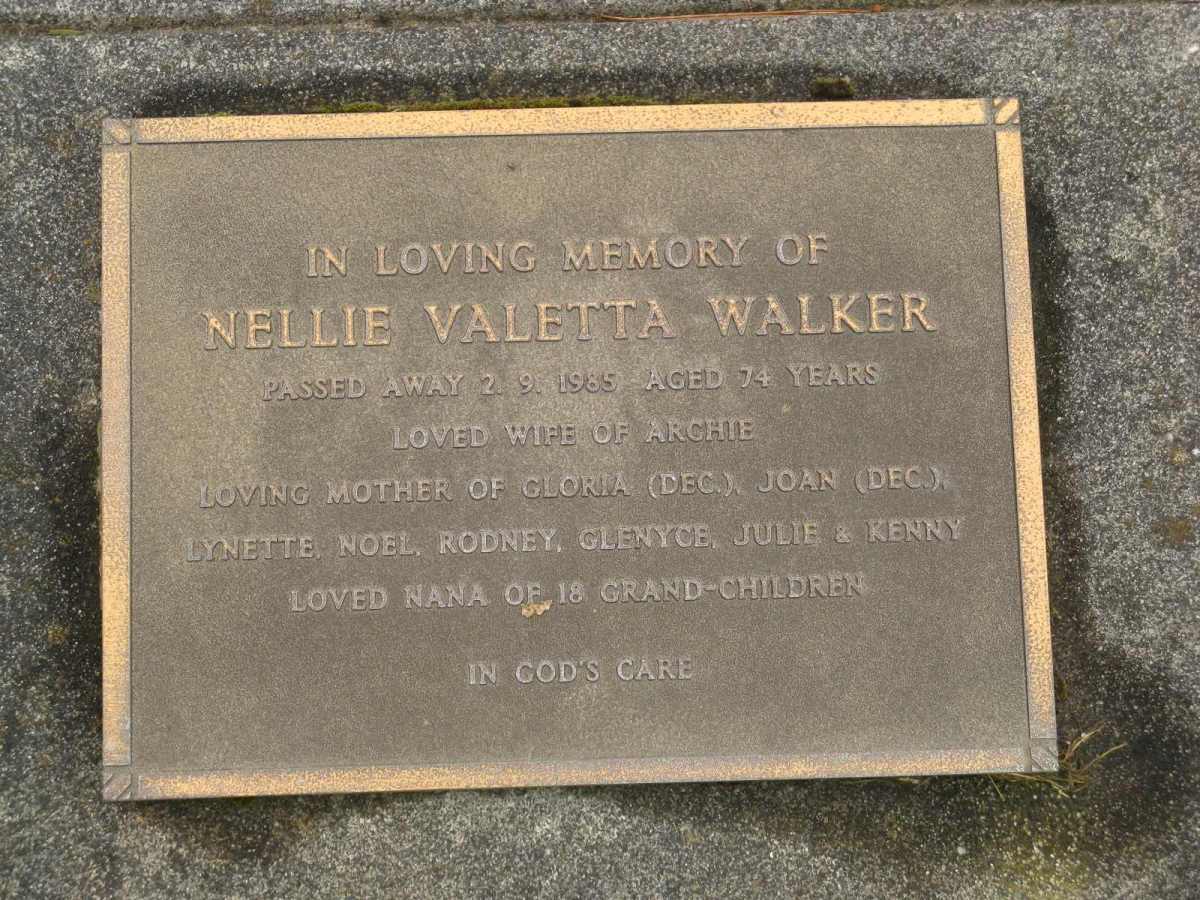 IN LOVING MEMORY OF
NELLIE VALETTA WALKER
PASSED AWAY 2. 9. 1985 AGED 74 YEARS
LOVED WIFE OF ARCHIE
LOVING MOTHER OF GLORIA (DEC.), JOAN (DEC.),
LYNETTE, NOEL, RODNEY, GLENYCE, JULIE & KENNY
LOVED NANA OF 18 GRAND-CHILDREN
IN GOD'S CARE